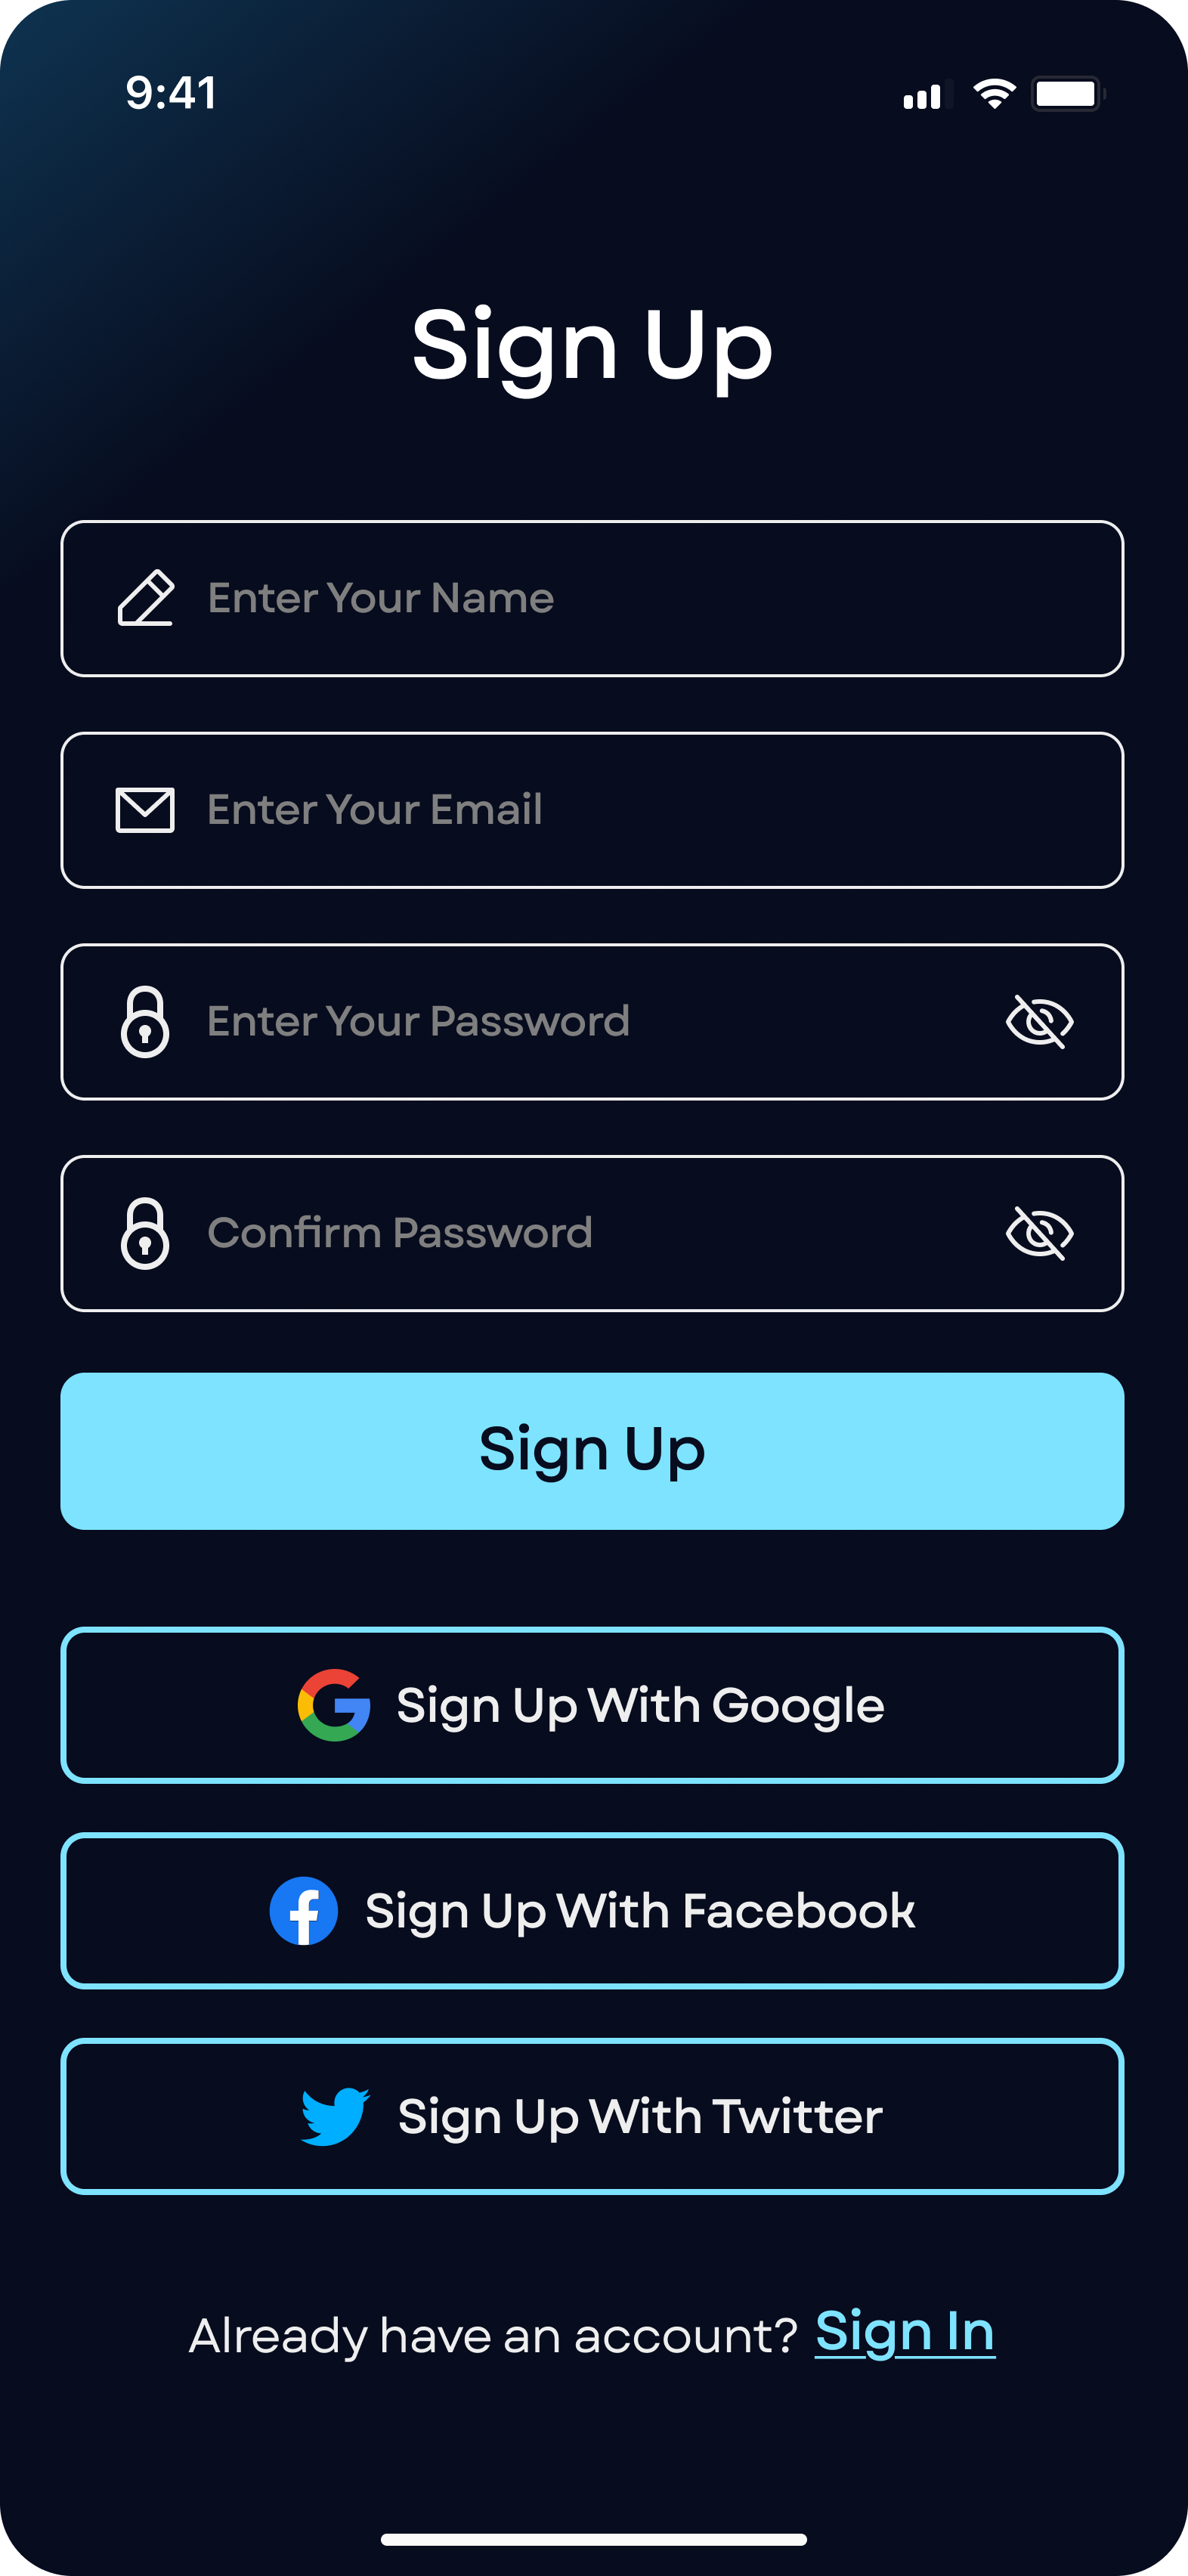 9:41
Sign Up
Enter Your Name
Enter Your Email
Enter Your Password
Confirm Password
Sign Up
Sign Up With Google
Sign Up With Facebook
Sign Up With Twitter
Already have an account? Sign In